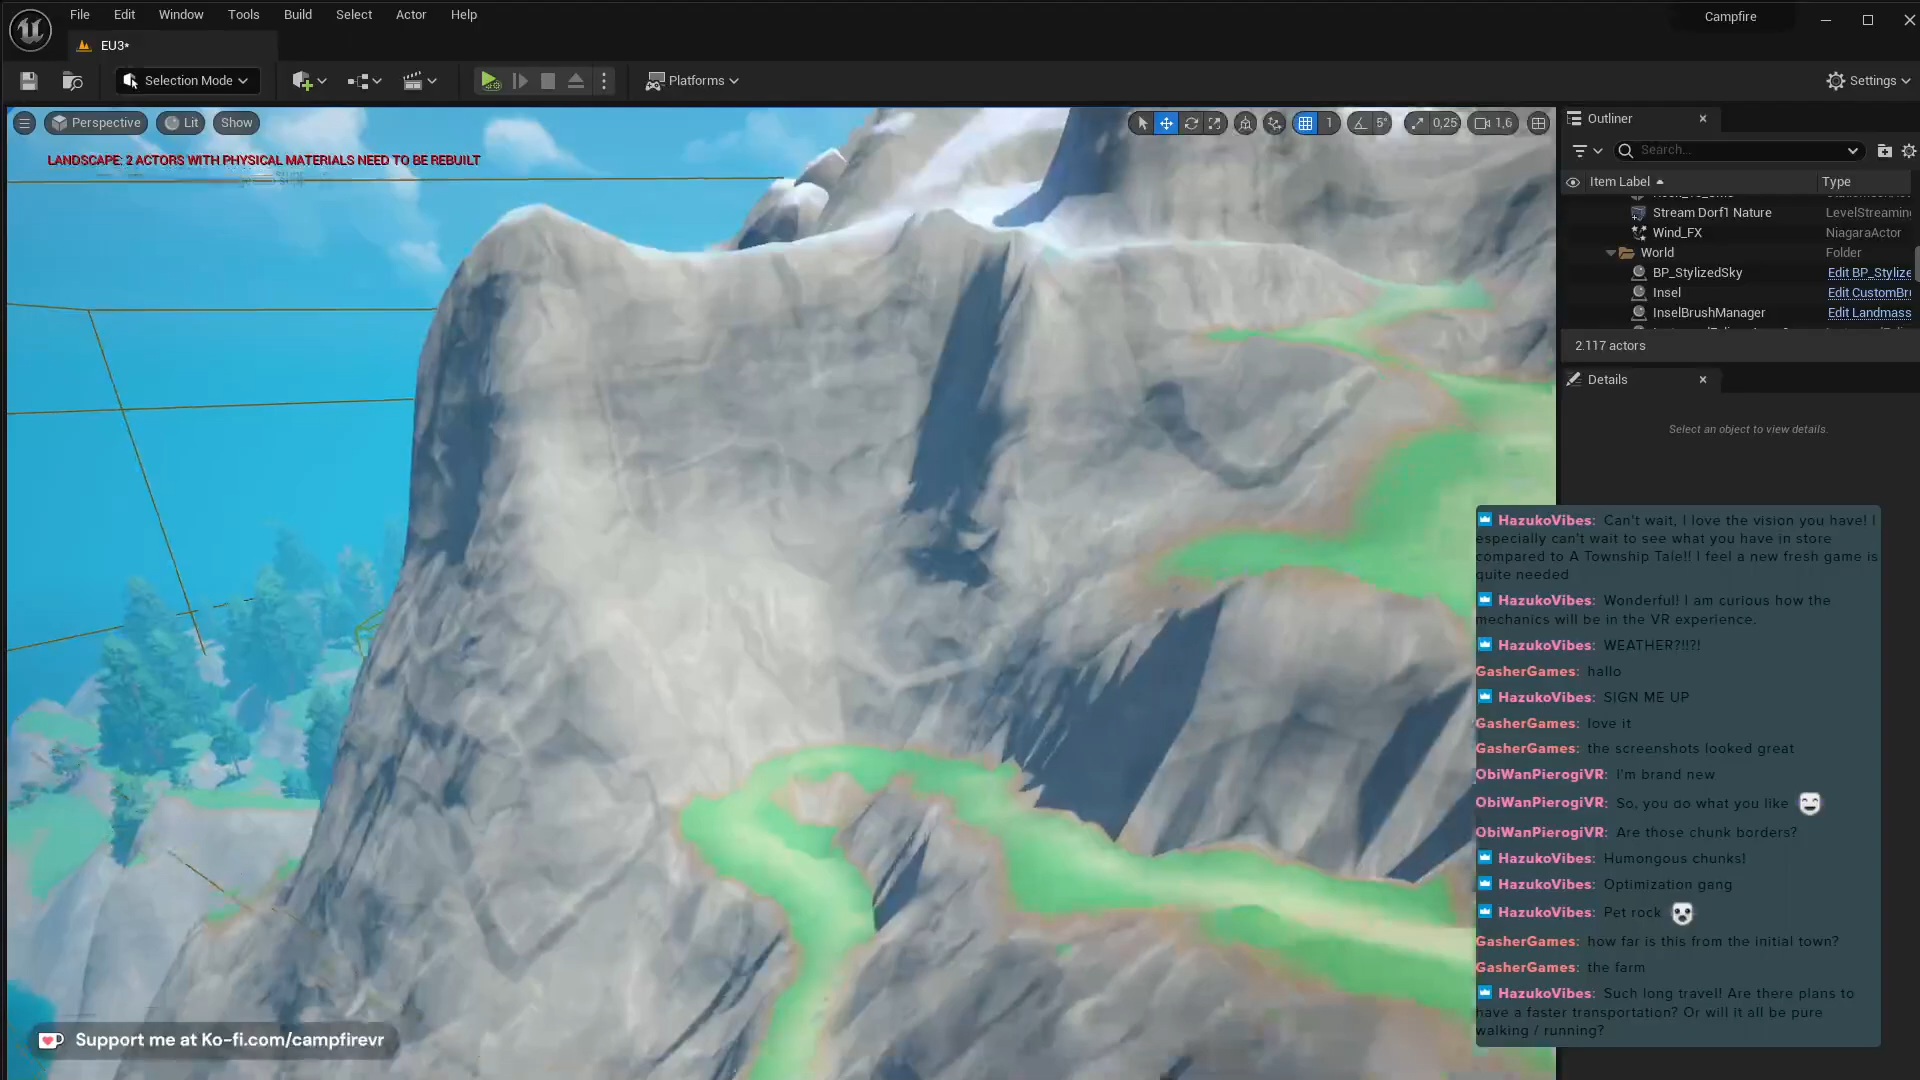 File Edit Window Tools Build Select Actor Help
Campfire
EU3*
Selection Mode
Platforms
Settings
Perspective Lit Show
1 5° 0,25 1,6
Outliner
LANDSCAPE: 2 ACTORS WITH PHYSICAL MATERIALS NEED TO BE REBUILT
Search...
Item Label Type
Stream Dorf1 Nature LevelStreaming
Wind_FX NiagaraActor
World Folder
BP_StylizedSky Edit BP_Stylize
Insel Edit CustomBru
InselBrushManager Edit Landmass
2.117 actors
Details
Select an object to view details.
HazukoVibes: Can't wait, I love the vision you have! I
especially can't wait to see what you have in store
compared to A Township Tale!! I feel a new fresh game is
quite needed
HazukoVibes: Wonderful! I am curious how the
mechanics will be in the VR experience.
HazukoVibes: WEATHER?!!?!
GasherGames: hallo
HazukoVibes: SIGN ME UP
GasherGames: love it
GasherGames: the screenshots looked great
ObiWanPierogiVR: I'm brand new
ObiWanPierogiVR: So, you do what you like
ObiWanPierogiVR: Are those chunk borders?
HazukoVibes: Humongous chunks!
HazukoVibes: Optimization gang
HazukoVibes: Pet rock
GasherGames: how far is this from the initial town?
GasherGames: the farm
HazukoVibes: Such long travel! Are there plans to
have a faster transportation? Or will it all be pure
walking / running?
Support me at Ko-fi.com/campfirevr